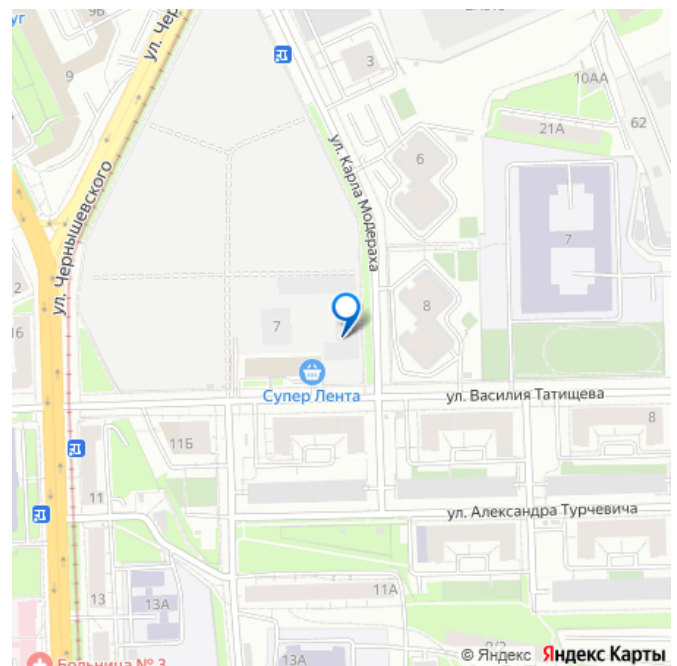 9В
ул. Чер
9
3
10АА
62
21А
ул. Карла Модераха
6
ул. Чернышевского
7
2
8
7
16
Супер Лента
ул. Василия Татищева
8
11Б
11
ул. Александра Турчевича
11А
13
13А
13А
© Яндекс Яндекс Карты
Больница № 3